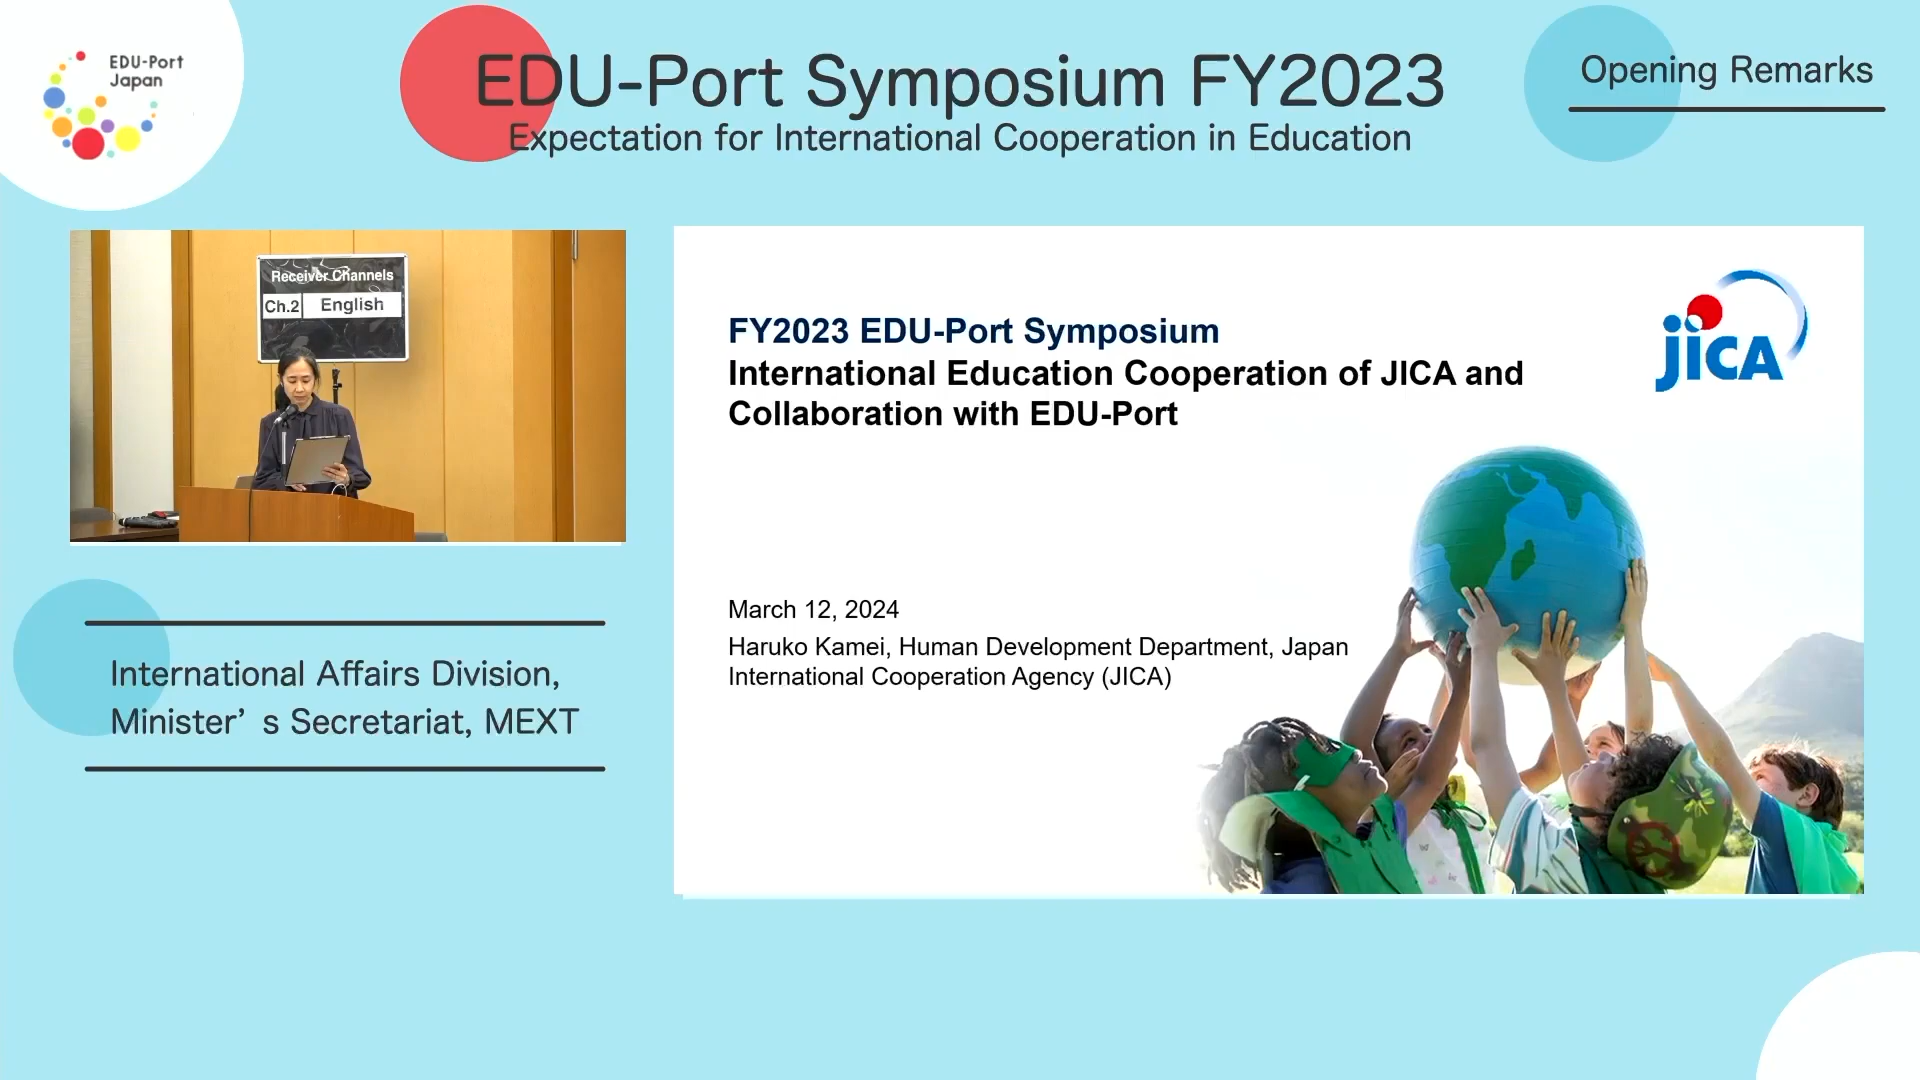 EDU-Port
Japan
EDU-Port Symposium FY2023
Expectation for International Cooperation in Education
Opening Remarks
Receiver Channels
Ch.2 English
International Affairs Division,
Minister’s Secretariat, MEXT
FY2023 EDU-Port Symposium
International Education Cooperation of JICA and
Collaboration with EDU-Port
jICA
March 12, 2024
Haruko Kamei, Human Development Department, Japan
International Cooperation Agency (JICA)